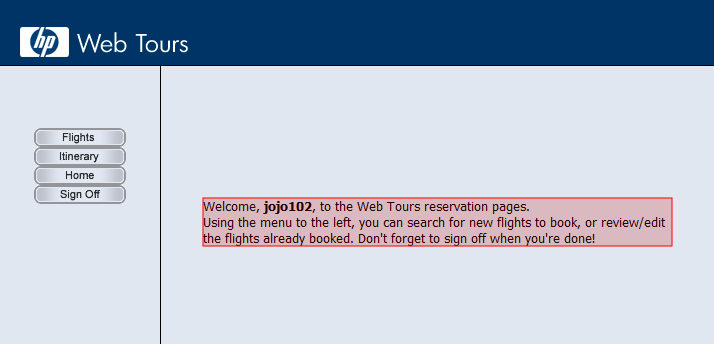 hp Web Tours
Flights
Itinerary
Home
Sign Off
Welcome, jojo102, to the Web Tours reservation pages.
Using the menu to the left, you can search for new flights to book, or review/edit
the flights already booked. Don't forget to sign off when you're done!